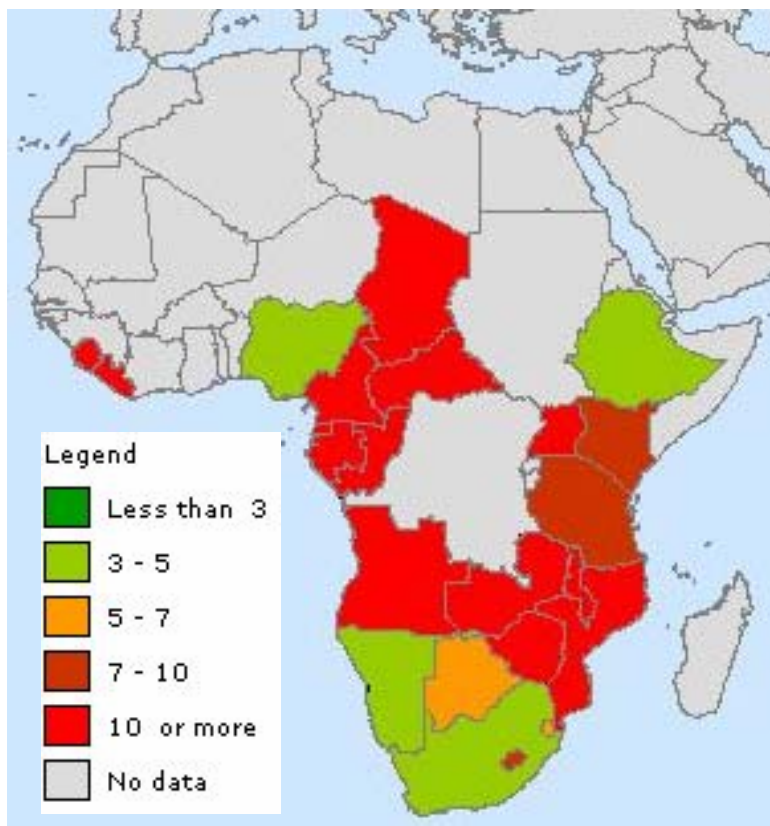 Legend
Less than 3
3 - 5
5 - 7
7 - 10
10 or more
No data